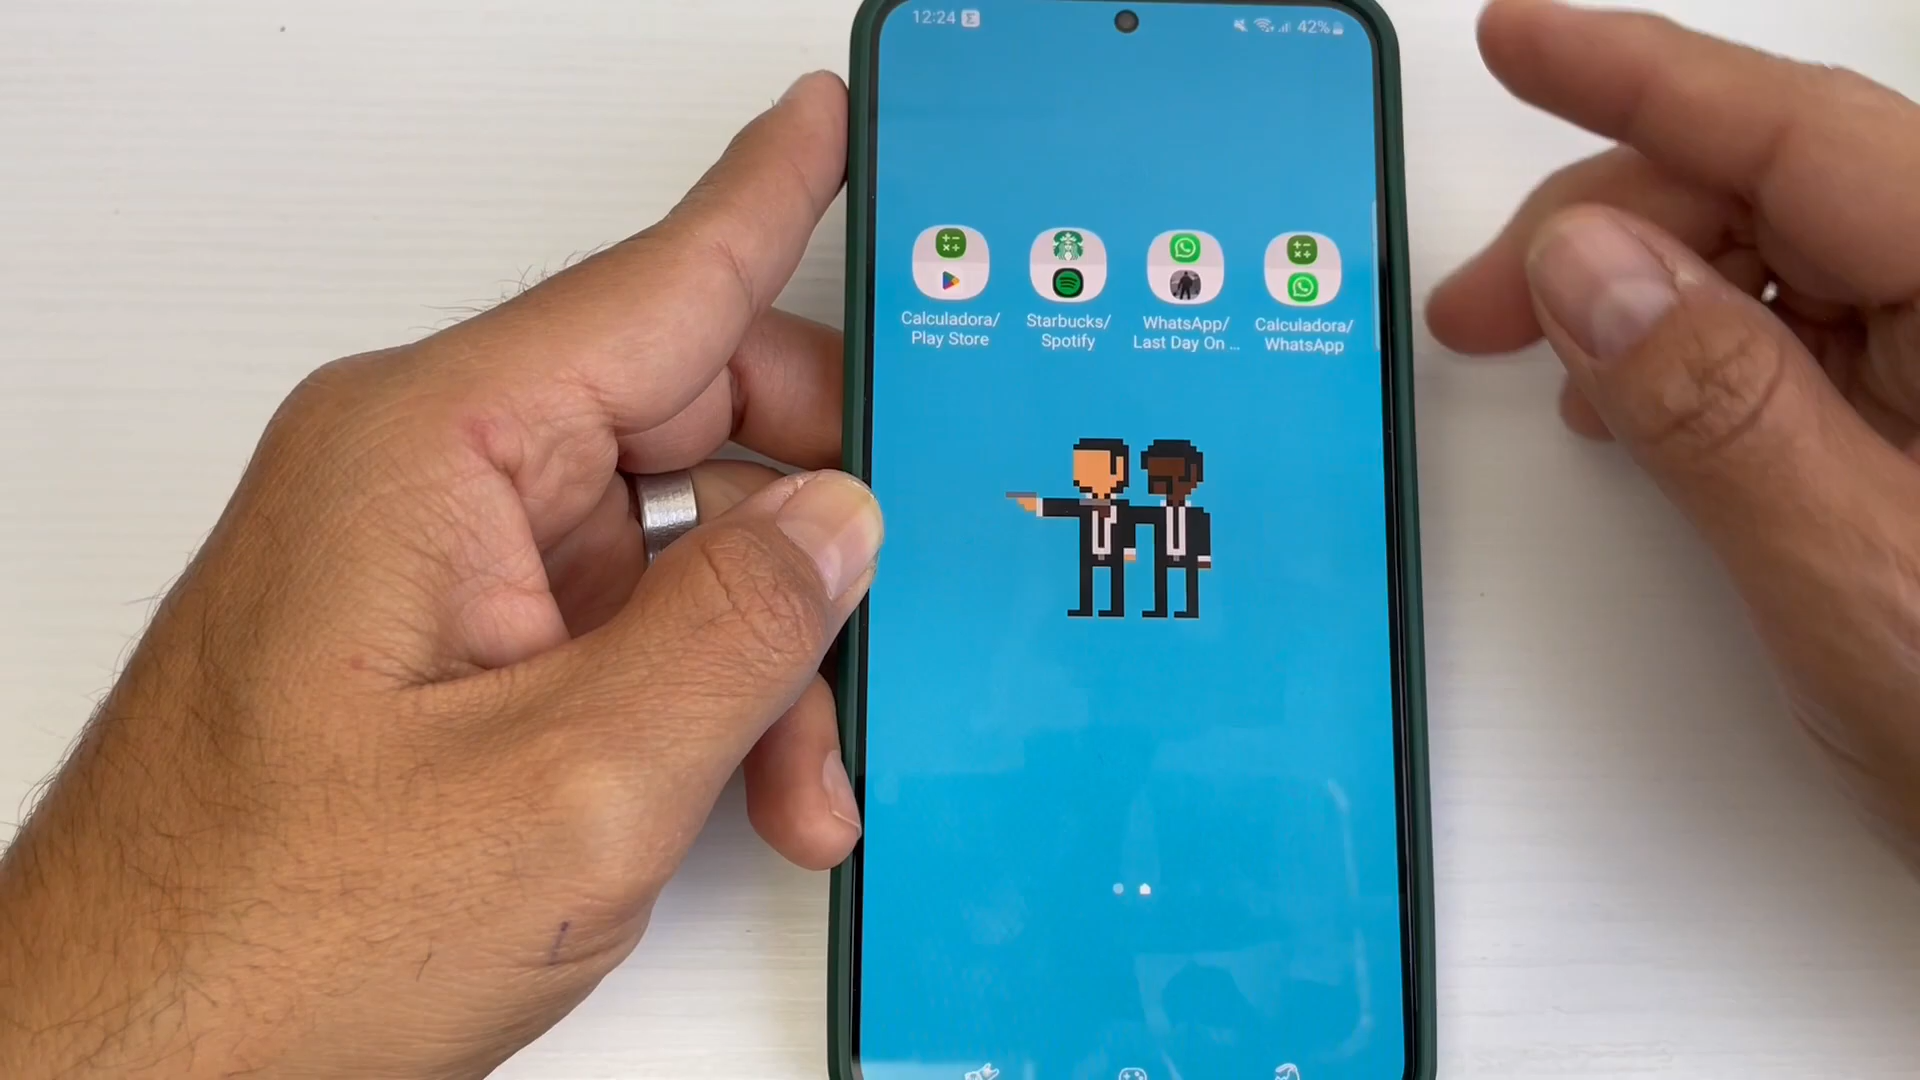 12:24
42%
Calculadora/
Play Store
Starbucks/
Spotify
WhatsApp/
Last Day On ...
Calculadora/
WhatsApp